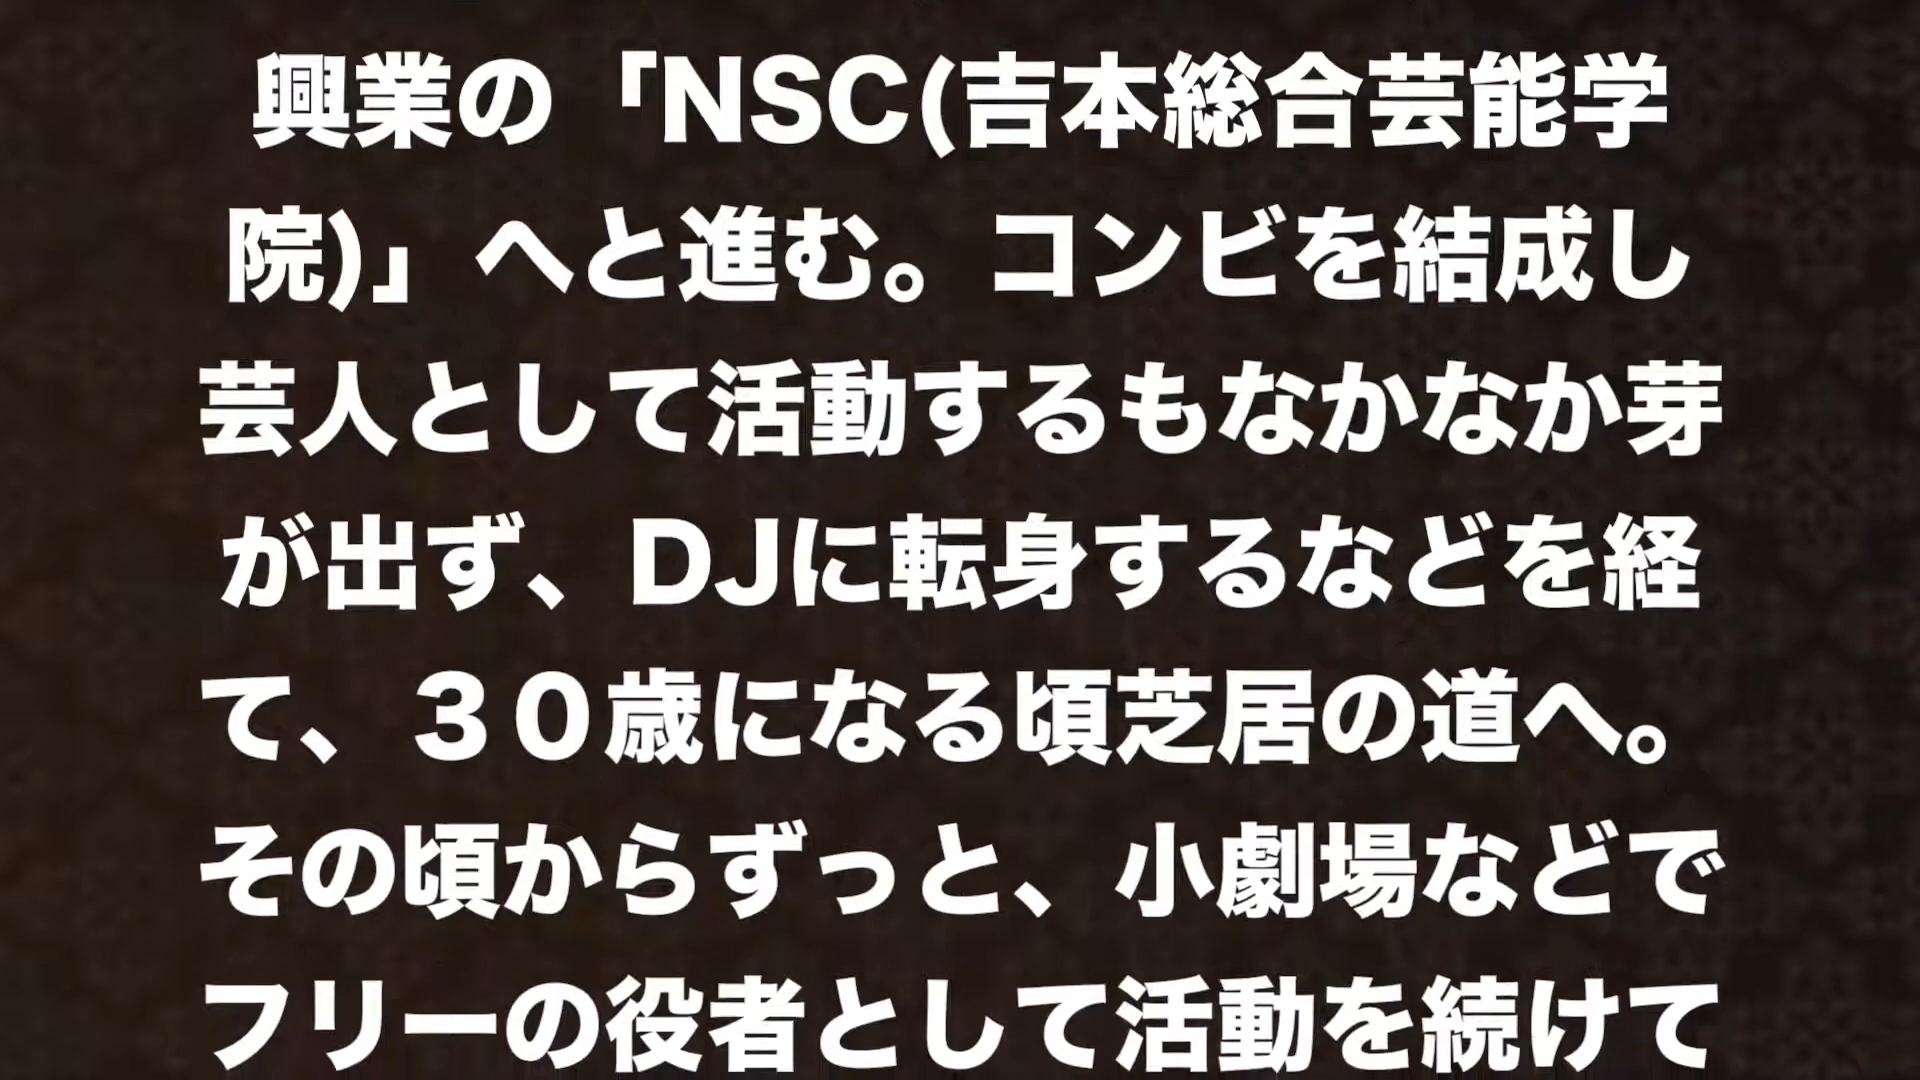 興業の「NSC(吉本総合芸能学
院)」へと進む。コンビを結成し
芸人として活動するもなかなか芽
が出ず、DJに転身するなどを経
て、３０歳になる頃芝居の道へ。
その頃からずっと、小劇場などで
フリーの役者として活動を続けて